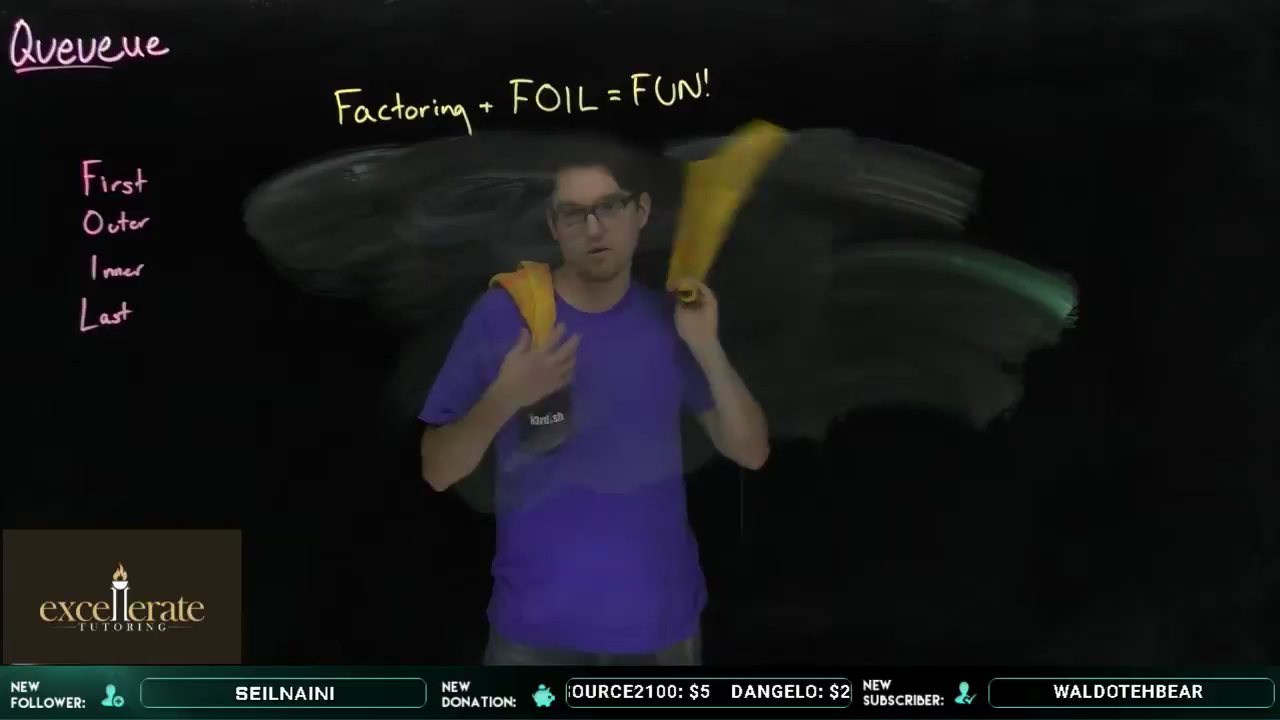 Queueue
Factoring + FOIL = FUN!
First
Outer
Inner
Last
excellerate
TUTORING
NEW FOLLOWER:
SEILNAINI
NEW DONATION:
OURCE2100: $5 DANGELO: $2
NEW SUBSCRIBER:
WALDOTEHBEAR